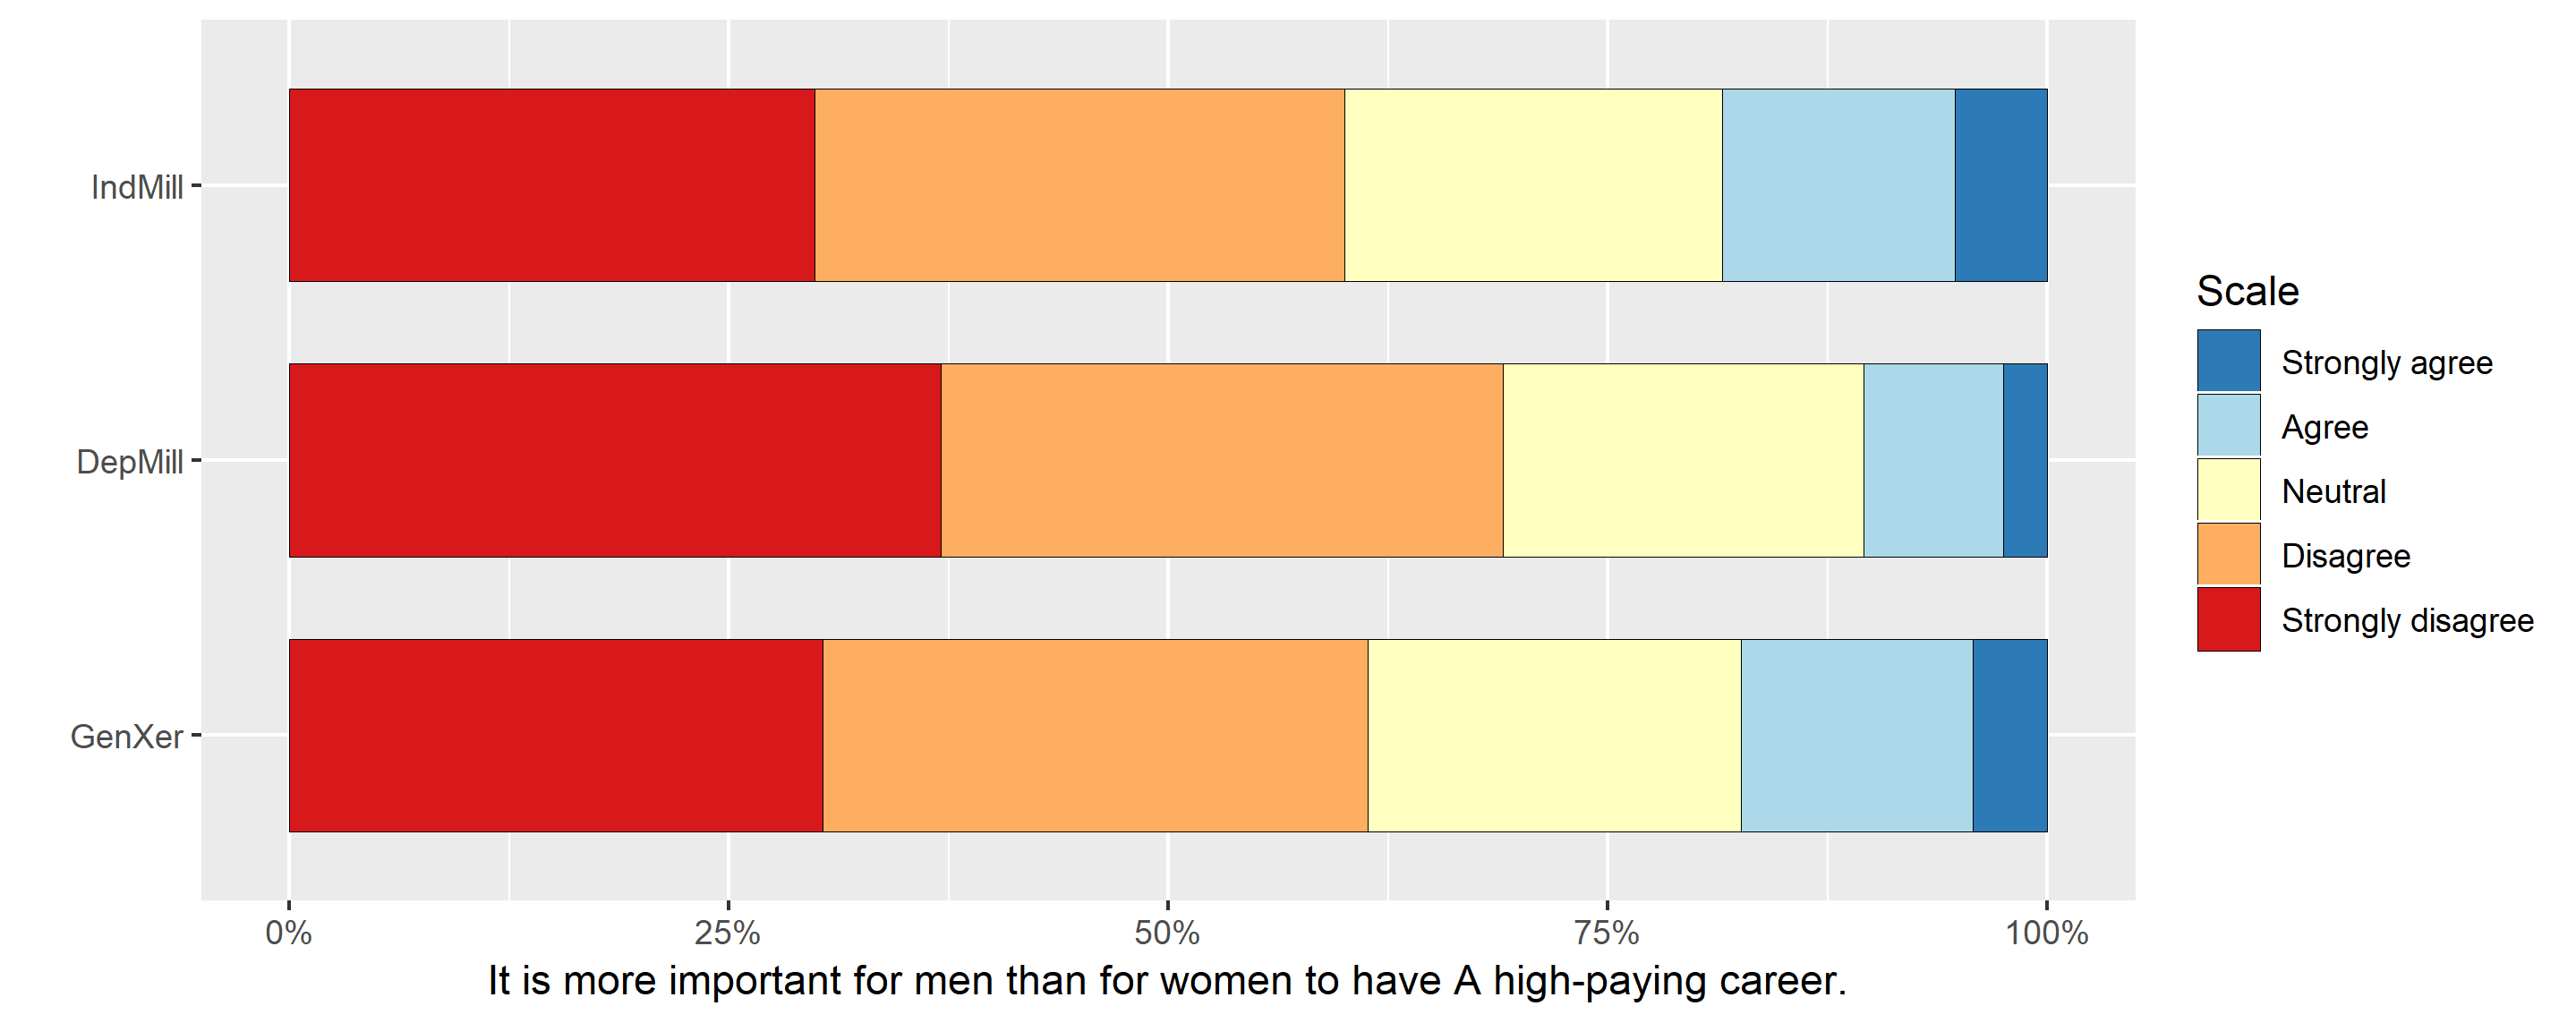 IndMill
DepMill
GenXer
0% 25% 50% 75% 100%
It is more important for men than for women to have A high-paying career.
Scale
Strongly agree
Agree
Neutral
Disagree
Strongly disagree